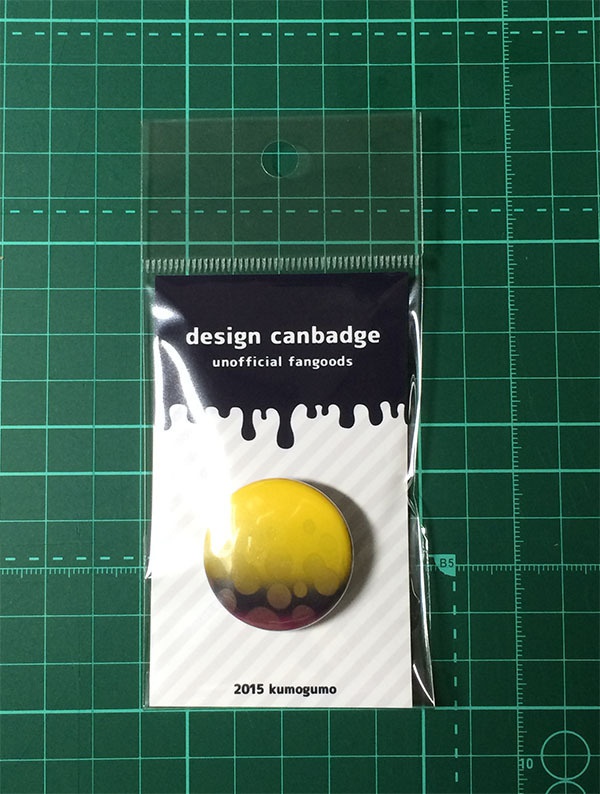 design canbadge
unofficial fangoods
B5
2015 kumogumo
10